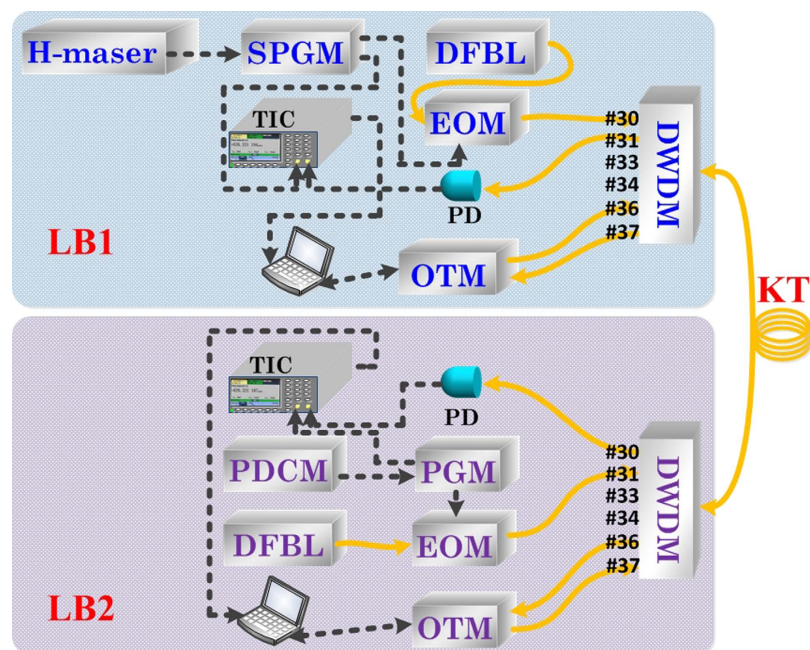 H-maser
SPGM
DFBL
TIC
EOM
#30
#31
#33
#34
#36
#37
DWDM
PD
LB1
OTM
KT
TIC
PD
PDCM
PGM
#30
#31
#33
#34
#36
#37
DWDM
DFBL
EOM
LB2
OTM